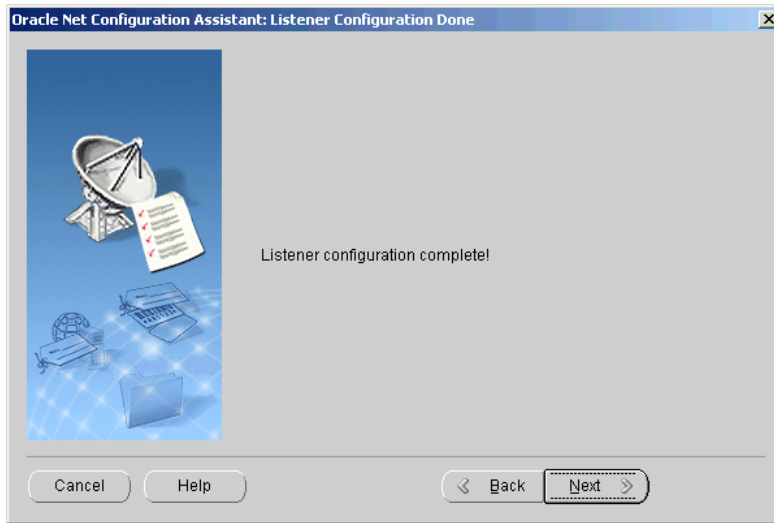 Oracle Net Configuration Assistant: Listener Configuration Done
Listener configuration complete!
Cancel
Help
Back
Next